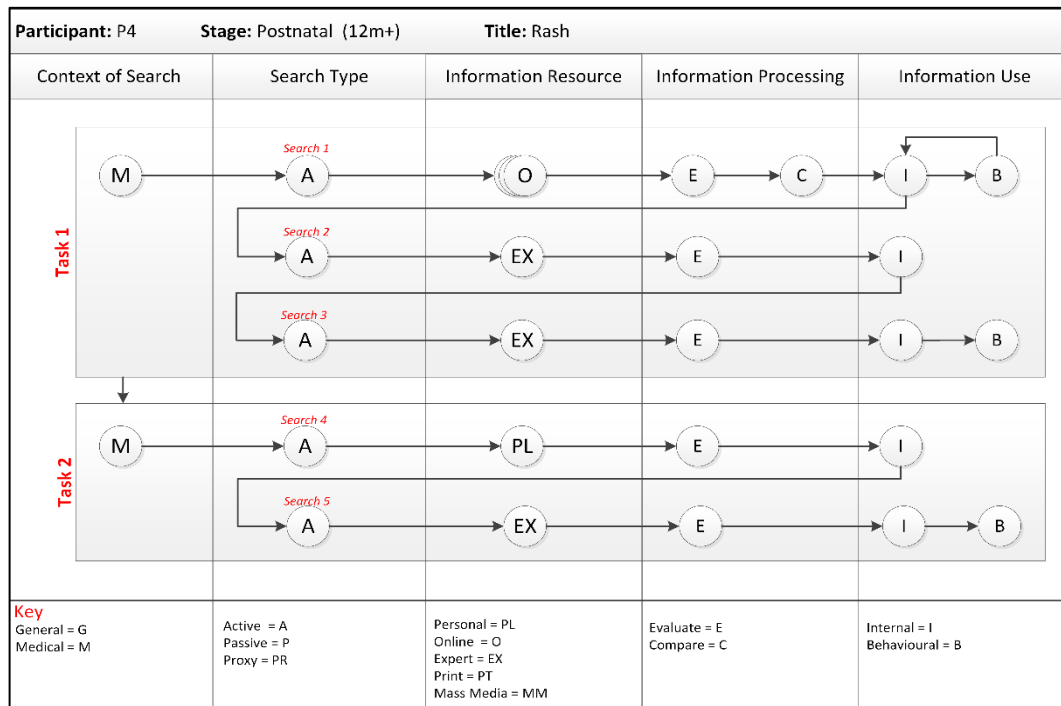 Participant: P4 Stage: Postnatal (12m+) Title: Rash
Context of Search Search Type Information Resource Information Processing Information Use
Task 1
Search 1
M A O E C I B
Search 2
A EX E I
Search 3
A EX E I B
Task 2
Search 4
M A PL E I
Search 5
A EX E I B
Key
General = G
Medical = M
Active = A
Passive = P
Proxy = PR
Personal = PL
Online = O
Expert = EX
Print = PT
Mass Media = MM
Evaluate = E
Compare = C
Internal = I
Behavioural = B